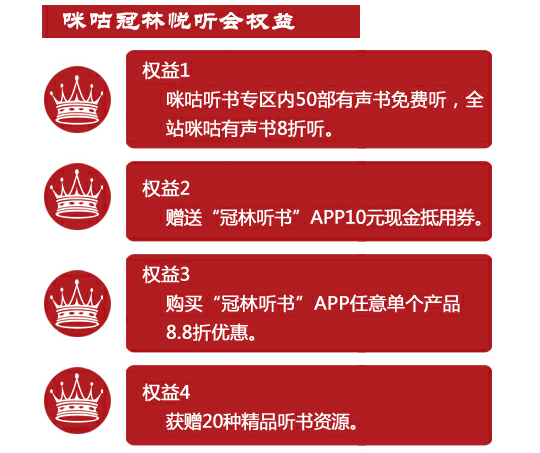 咪咕冠林悦听会权益
权益1
咪咕听书专区内50部有声书免费听，全
站咪咕有声书8折听。
权益2
赠送“冠林听书”APP10元现金抵用券。
权益3
购买“冠林听书”APP任意单个产品
8.8折优惠。
权益4
获赠20种精品听书资源。